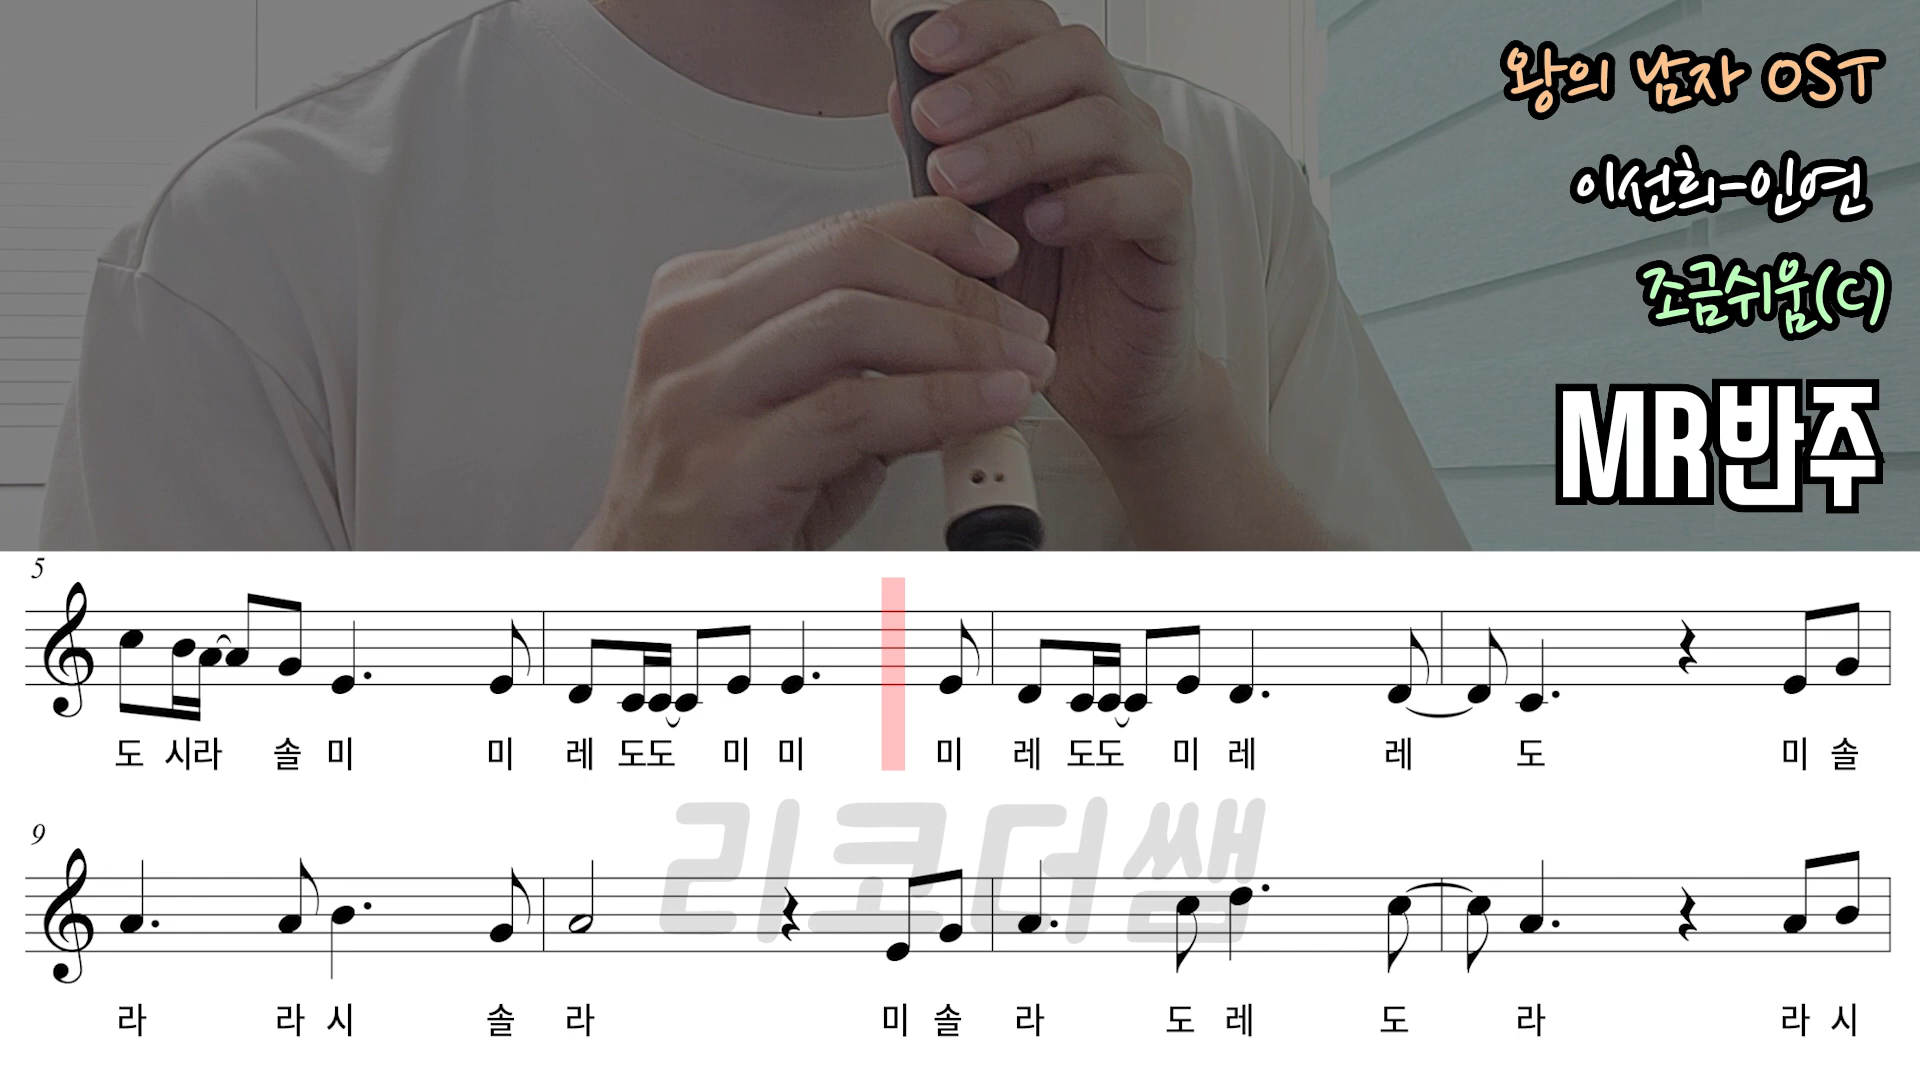 왕의 남자 OST
이선희-인연
조금쉬움(C)
MR반주
5
도 시라 솔 미 미 레 도도 미 미 미 레 도도 미 레 레 도 미 솔
리코더쌤
9
라 라 시 솔 라 미 솔 라 도 레 도 라 라 시